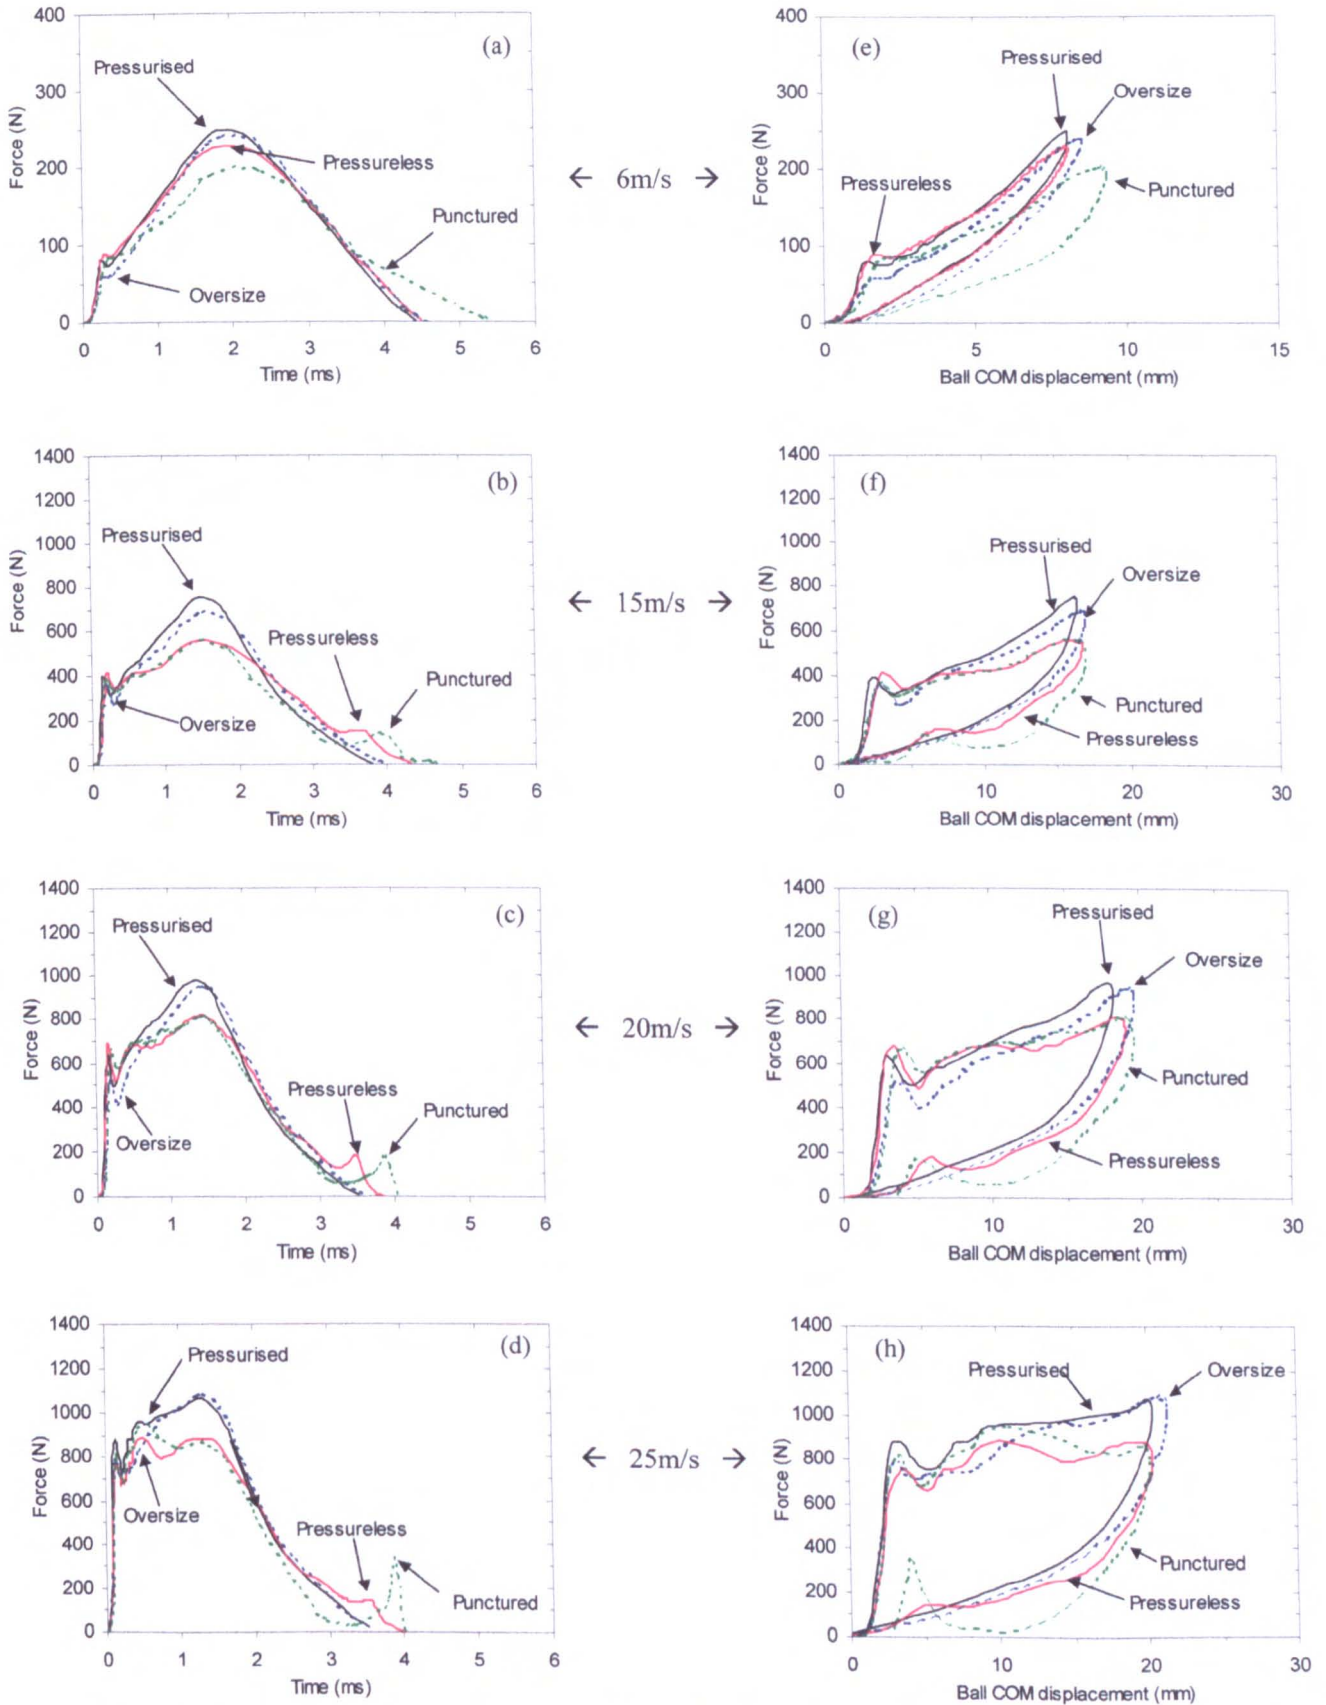 400
300
200
100
0
Force (N)
(a)
Pressurised
Pressureless
Punctured
Oversize
0 1 2 3 4 5 6
Time (ms)
← 6m/s →
400
300
200
100
0
Force (N)
(e)
Pressurised
Oversize
Pressureless
Punctured
0 5 10 15
Ball COM displacement (mm)
1400
1200
1000
800
600
400
200
0
Force (N)
(b)
Pressurised
Pressureless
Punctured
Oversize
0 1 2 3 4 5 6
Time (ms)
← 15m/s →
1400
1200
1000
800
600
400
200
0
Force (N)
(f)
Pressurised
Oversize
Punctured
Pressureless
0 10 20 30
Ball COM displacement (mm)
1400
1200
1000
800
600
400
200
0
Force (N)
(c)
Pressurised
Pressureless
Punctured
Oversize
0 1 2 3 4 5 6
Time (ms)
← 20m/s →
1400
1200
1000
800
600
400
200
0
Force (N)
(g)
Pressurised
Oversize
Punctured
Pressureless
0 10 20 30
Ball COM displacement (mm)
1400
1200
1000
800
600
400
200
0
Force (N)
(d)
Pressurised
Oversize
Pressureless
Punctured
0 1 2 3 4 5 6
Time (ms)
← 25m/s →
1400
1200
1000
800
600
400
200
0
Force (N)
(h)
Pressurised
Oversize
Punctured
Pressureless
0 10 20 30
Ball COM displacement (mm)